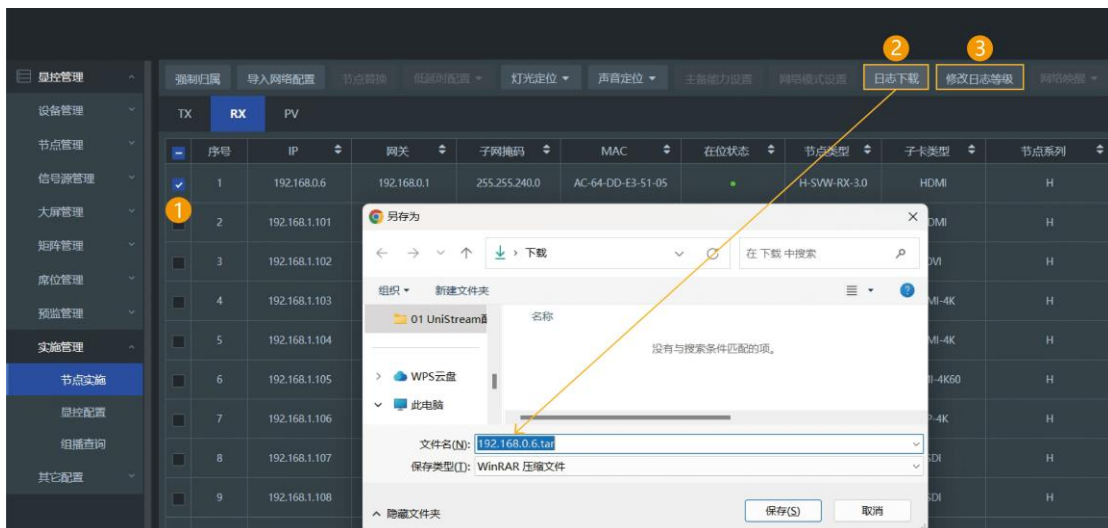 2 3
显控管理
强制归属 导入网络配置 节点替换 低延时配置 灯光定位 声音定位 主备能力设置 网络模式设置 日志下载 修改日志等级 网络唤醒
设备管理
TX RX PV
节点管理
序号 IP 网关 子网掩码 MAC 在位状态 节点类型 子卡类型 节点系列
信号源管理
1 192.168.0.6 192.168.0.1 255.255.240.0 AC-64-DD-E3-51-05 H-SVW-RX-3.0 HDMI H
大屏管理
1
2 192.168.1.101 DMI H
矩阵管理
3 192.168.1.102 DVI H
席位管理
4 192.168.1.103 MI-4K H
预监管理
5 192.168.1.104 MI-4K H
实施管理
节点实施
6 192.168.1.105 MI-4K60 H
显控配置
7 192.168.1.106 P-4K H
组播查询
8 192.168.1.107 SDI H
其它配置
9 192.168.1.108 SDI H
另存为
下载
在 下载 中搜索
组织 新建文件夹
01 UniStream
名称
没有与搜索条件匹配的项。
WPS云盘
此电脑
文件名(N): 192.168.0.6.tar
保存类型(T): WinRAR 压缩文件
隐藏文件夹
保存(S) 取消